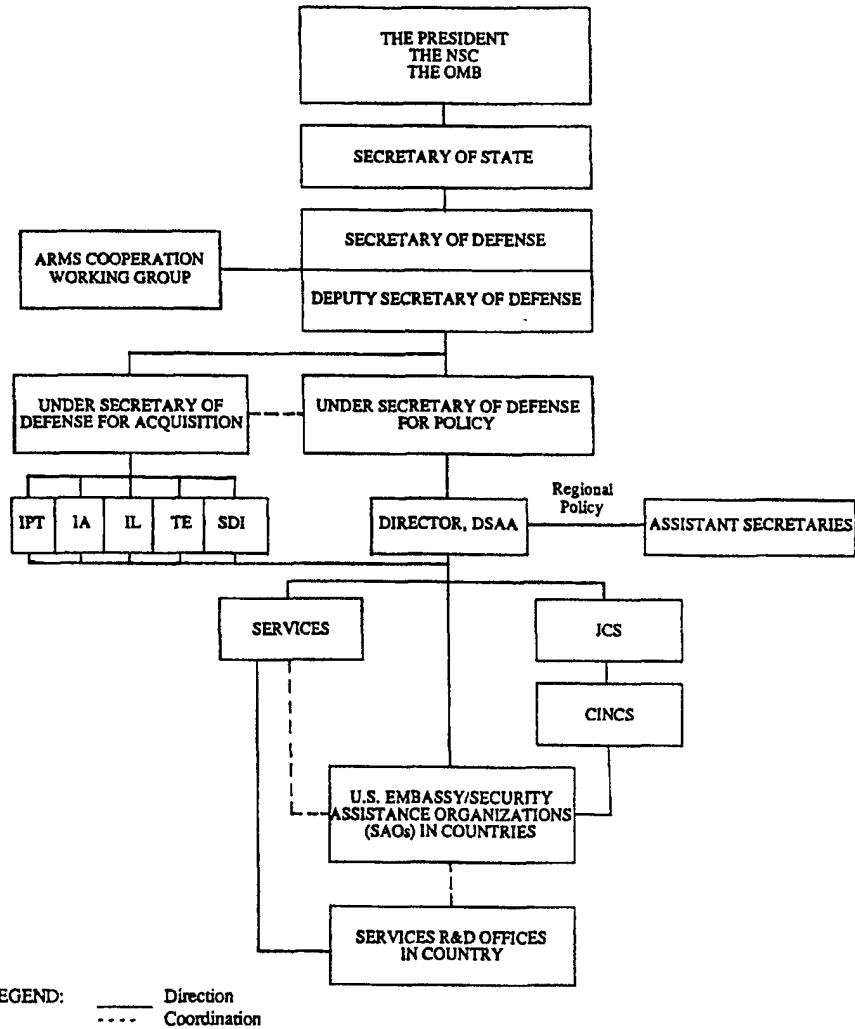 THE PRESIDENT
THE NSC
THE OMB
SECRETARY OF STATE
SECRETARY OF DEFENSE
ARMS COOPERATION
WORKING GROUP
DEPUTY SECRETARY OF DEFENSE
UNDER SECRETARY OF
DEFENSE FOR ACQUISITION
UNDER SECRETARY OF DEFENSE
FOR POLICY
IPT IA IL TE SDI
DIRECTOR, DSAA
Regional
Policy
ASSISTANT SECRETARIES
SERVICES
JCS
CINCS
U.S. EMBASSY/SECURITY
ASSISTANCE ORGANIZATIONS
(SAOs) IN COUNTRIES
SERVICES R&D OFFICES
IN COUNTRY
EGEND:
Direction
Coordination